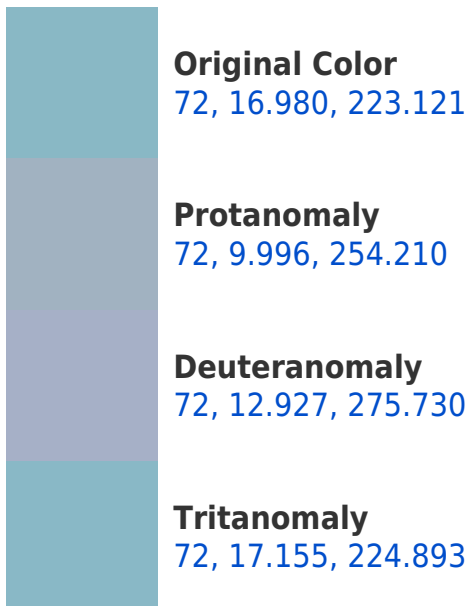 Original Color
72, 16.980, 223.121
Protanomaly
72, 9.996, 254.210
Deuteranomaly
72, 12.927, 275.730
Tritanomaly
72, 17.155, 224.893